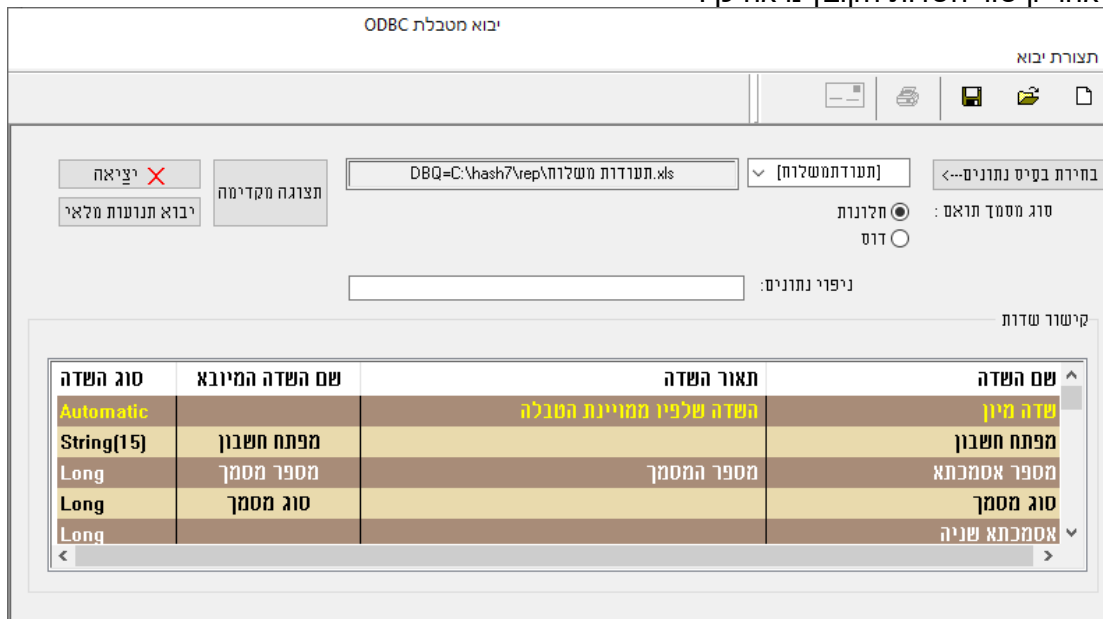 יבוא מטבלת ODBC
תצורת יבוא
בחירת בסיס נתונים--->
[תעודתמשלוח]
DBQ=C:\hash7\rep\תעודות משלוח.xls
תצוגה מקדימה
יציאה
יבוא תנועות מלאי
סוג מסמך תואם :
חלונות
דוס
ניפוי נתונים:
קישור שדות
שם השדה תאור השדה שם השדה המיובא סוג השדה
שדה מיון השדה שלפיו ממויינת הטבלה Automatic
מפתח חשבון מפתח חשבון String(15)
מספר אסמכתא מספר המסמך מספר מסמך Long
סוג מסמך סוג מסמך Long
אסמכתא שניה Long